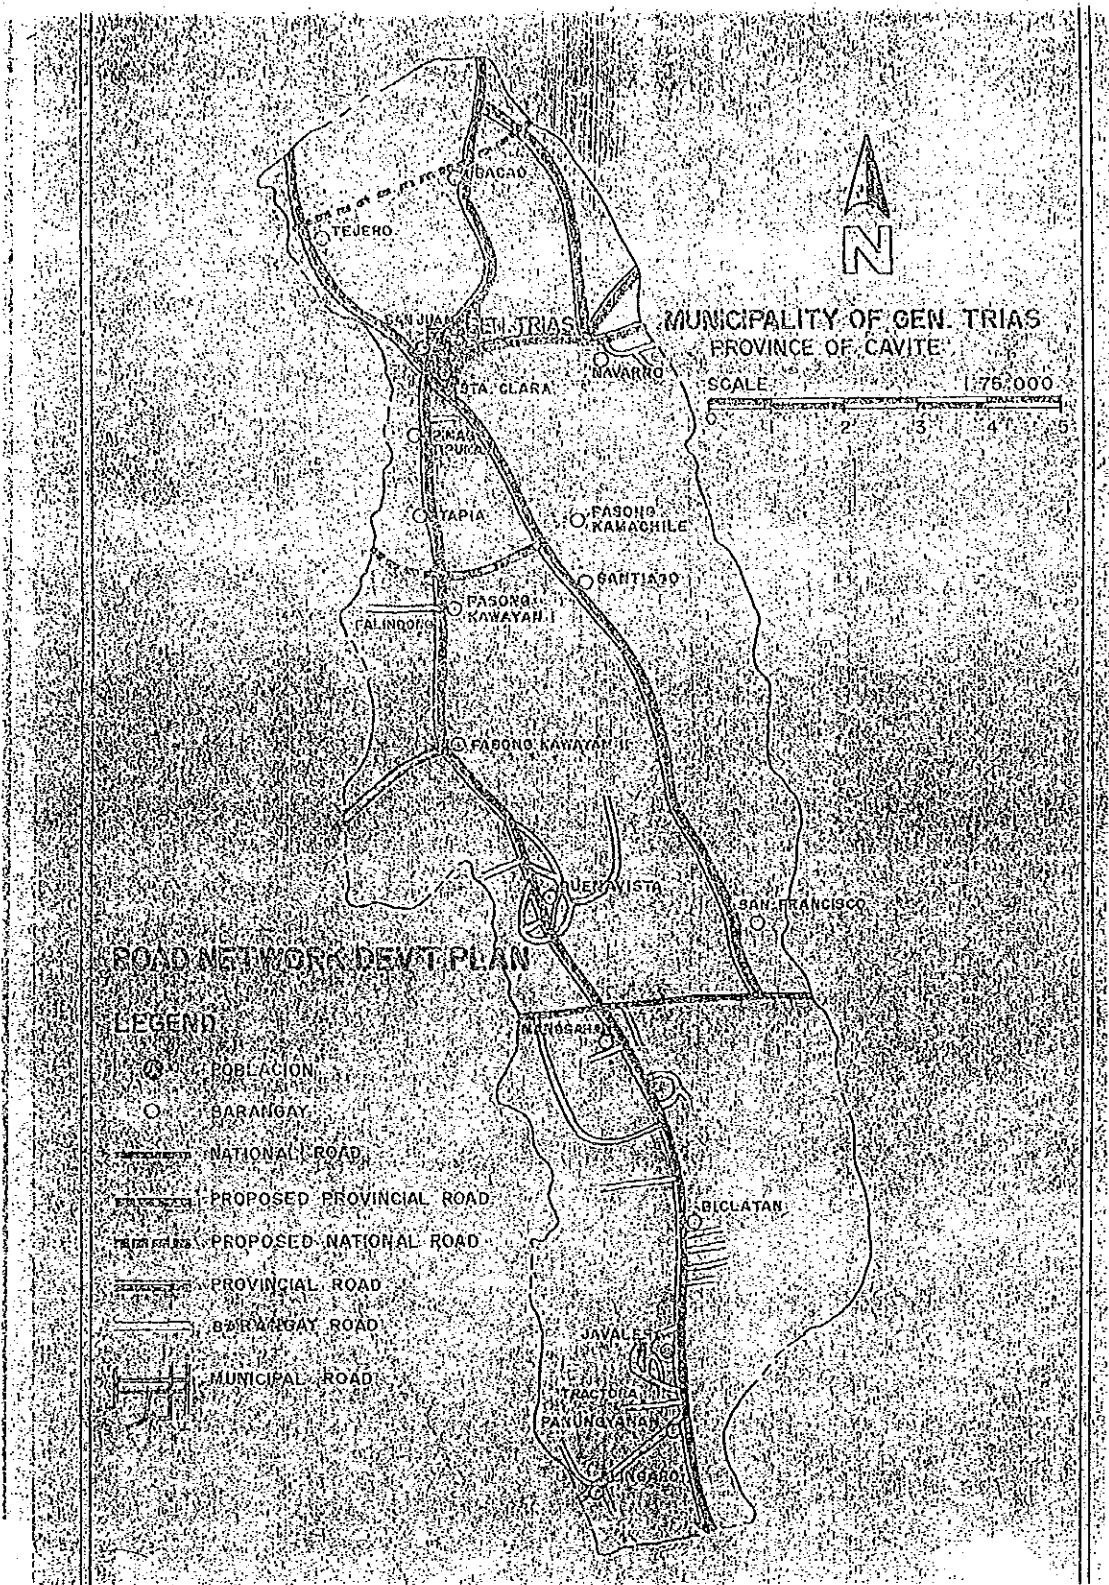 BACAO
TEJERO
N
SAN JUAN
GEN. TRIAS
MUNICIPALITY OF GEN. TRIAS
PROVINCE OF CAVITE
NAVARRO
SCALE 1:75 000
0 1 2 3 4 5
STA. CLARA
TAPIA
PASONG
KAMACHILE
SANTIAGO
PASONG
KAWAYAN I
PASONG KAWAYAN II
BUENAVISTA
SAN FRANCISCO
ROAD NETWORK DEV'T PLAN
LEGEND
MANGGAHAN
POBLACION
BARANGAY
NATIONAL ROAD
PROPOSED PROVINCIAL ROAD
BICLATAN
PROPOSED NATIONAL ROAD
PROVINCIAL ROAD
BARANGAY ROAD
JAVALERA
MUNICIPAL ROAD
TRACTORA
PANUNGYANAN
ALINGARO